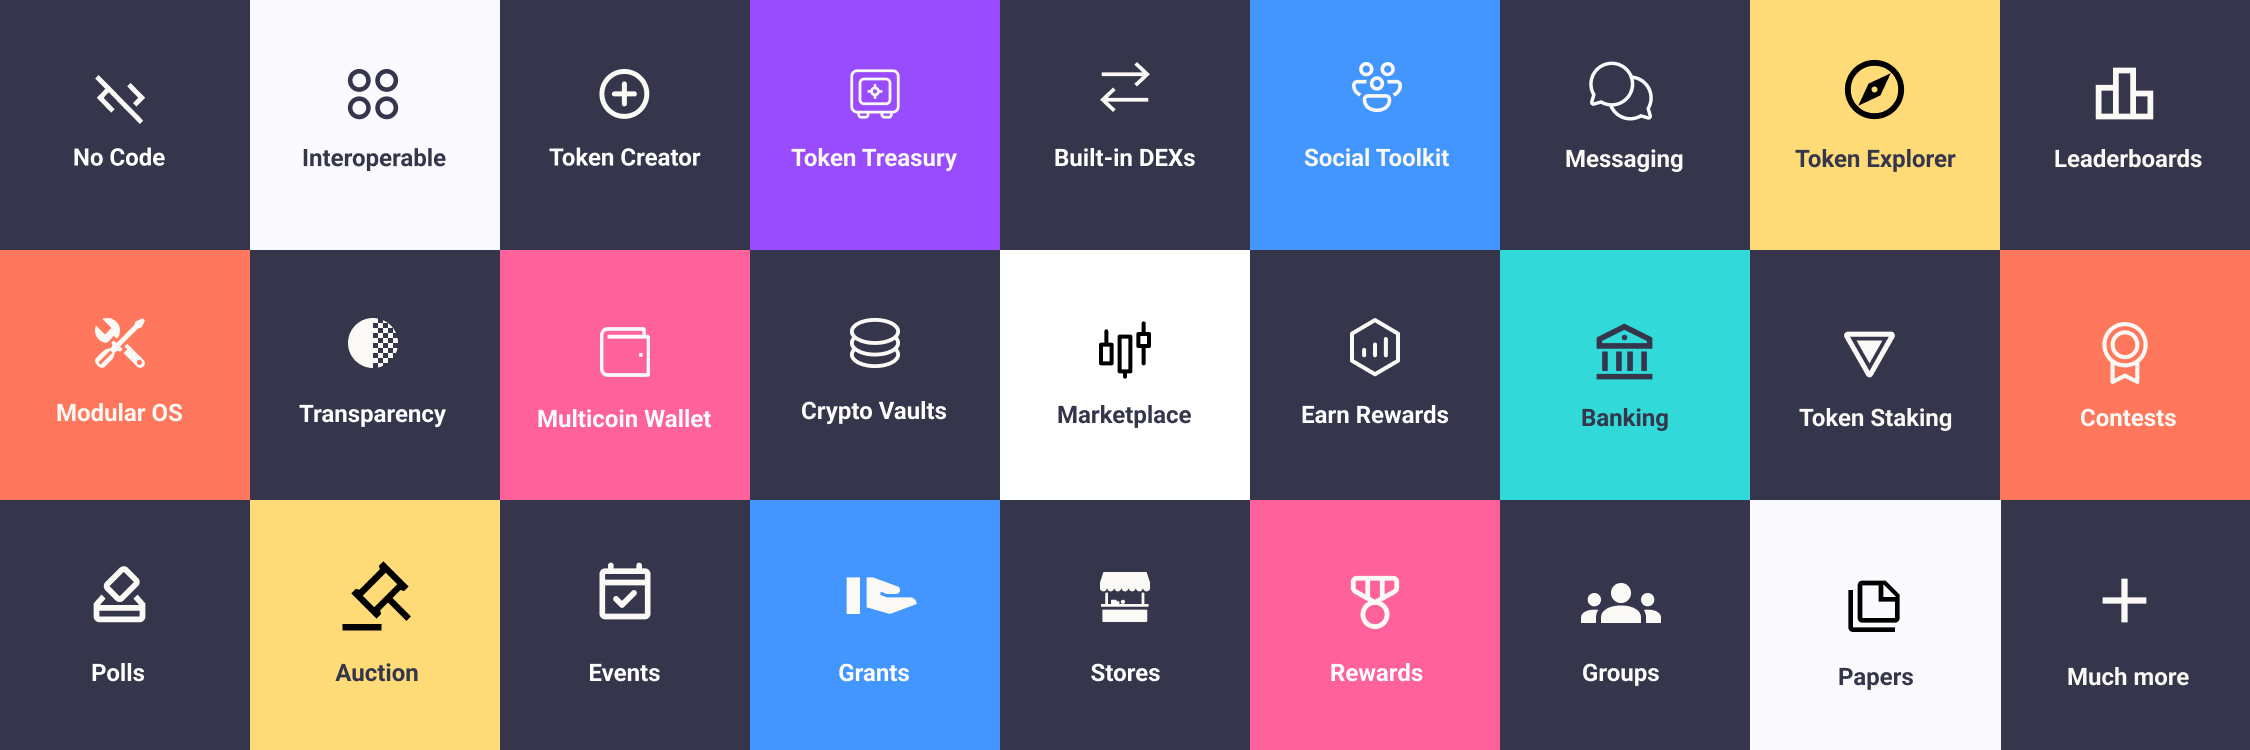 No Code
Interoperable
Token Creator
Token Treasury
Built-in DEXs
Social Toolkit
Messaging
Token Explorer
Leaderboards
Modular OS
Transparency
Multicoin Wallet
Crypto Vaults
Marketplace
Earn Rewards
Banking
Token Staking
Contests
Polls
Auction
Events
Grants
Stores
Rewards
Groups
Papers
Much more